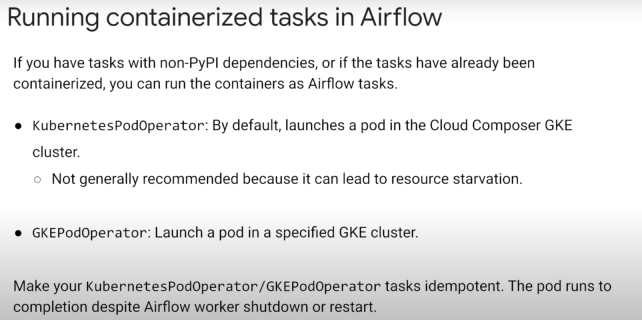 Running containerized tasks in Airflow
If you have tasks with non-PyPI dependencies, or if the tasks have already been
containerized, you can run the containers as Airflow tasks.
● KubernetesPodOperator: By default, launches a pod in the Cloud Composer GKE
cluster.
○ Not generally recommended because it can lead to resource starvation.
● GKEPodOperator: Launch a pod in a specified GKE cluster.
Make your KubernetesPodOperator/GKEPodOperator tasks idempotent. The pod runs to
completion despite Airflow worker shutdown or restart.